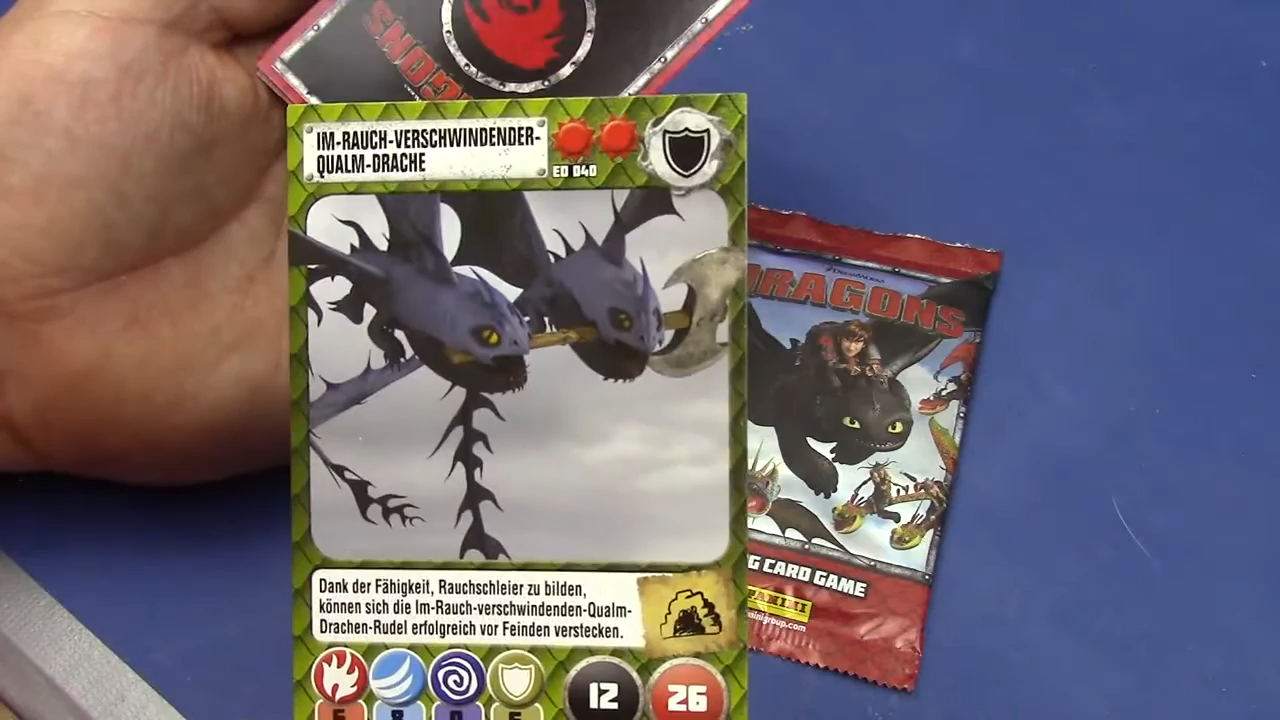 IM-RAUCH-VERSCHWINDENDER-
QUALM-DRACHE
ED 040
Dank der Fähigkeit, Rauchschleier zu bilden,
können sich die Im-Rauch-verschwindenden-Qualm-
Drachen-Rudel erfolgreich vor Feinden verstecken.
12
26
DREAMWORKS
DRAGONS
CARD GAME
PANINI